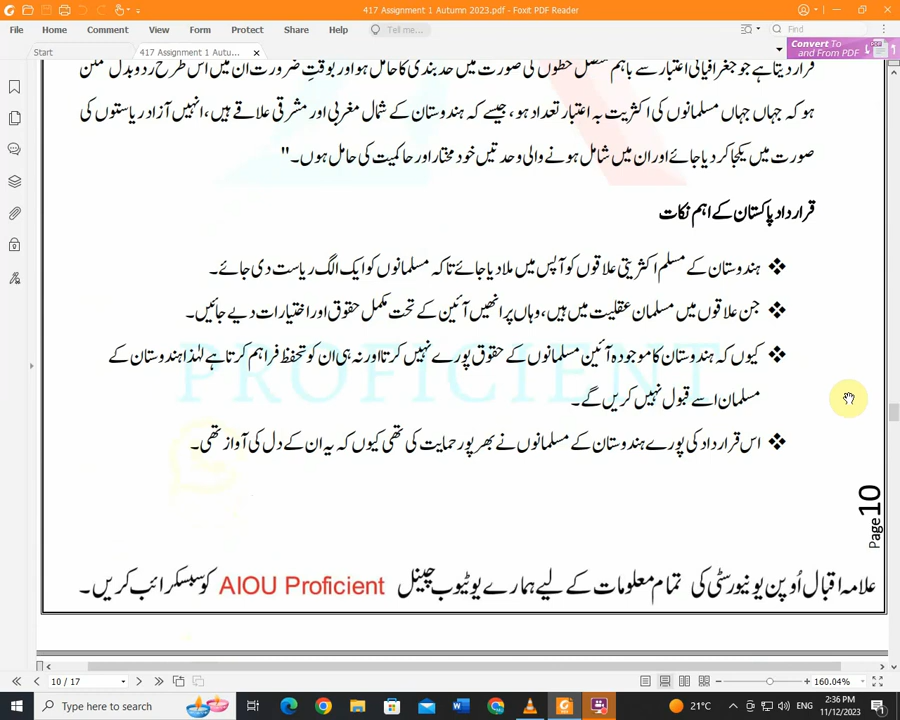 417 Assignment 1 Autumn 2023.pdf - Foxit PDF Reader
File Home Comment View Form Protect Share Help Tell me... Find
Start 417 Assignment 1 Autu... Convert To and From PDF
قرار دیتا ہے جو جغرافیائی اعتبار سے باہم متصل خطوں کی صورت میں حد بندی کا حامل ہو اور بوقتِ ضرورت ان میں اس طرح ردوبدل ممکن
ہو کہ جہاں جہاں مسلمانوں کی اکثریت بہ اعتبار تعداد ہو، جیسے کہ ہندوستان کے شمال مغربی اور مشرقی علاقے ہیں، انہیں آزاد ریاستوں کی
صورت میں یکجا کر دیا جائے اور ان میں شامل ہونے والی وحدتیں خود مختار اور حاکمیت کی حامل ہوں۔"
قرارداد پاکستان کے اہم نکات
❖ ہندوستان کے مسلم اکثریتی علاقوں کو آپس میں ملا دیا جائے تاکہ مسلمانوں کو ایک الگ ریاست دی جائے۔
❖ جن علاقوں میں مسلمان عقلیت میں ہیں، وہاں پر انھیں آئین کے تحت مکمل حقوق اور اختیارات دیے جائیں۔
❖ کیوں کہ ہندوستان کا موجودہ آئین مسلمانوں کے حقوق پورے نہیں کرتا اور نہ ہی ان کو تحفظ فراہم کرتا ہے لہٰذا ہندوستان کے
مسلمان اسے قبول نہیں کریں گے۔
❖ اس قرارداد کی پورے ہندوستان کے مسلمانوں نے بھرپور حمایت کی تھی کیوں کہ یہ ان کے دل کی آواز تھی۔
PROFICIENT
Page 10
علامہ اقبال اُوپن یونیورسٹی کی تمام معلومات کے لیے ہمارے یوٹیوب چینل AIOU Proficient کو سبسکرائب کریں۔
10 / 17 160.04%
Type here to search 21°C 2:36 PM
11/12/2023